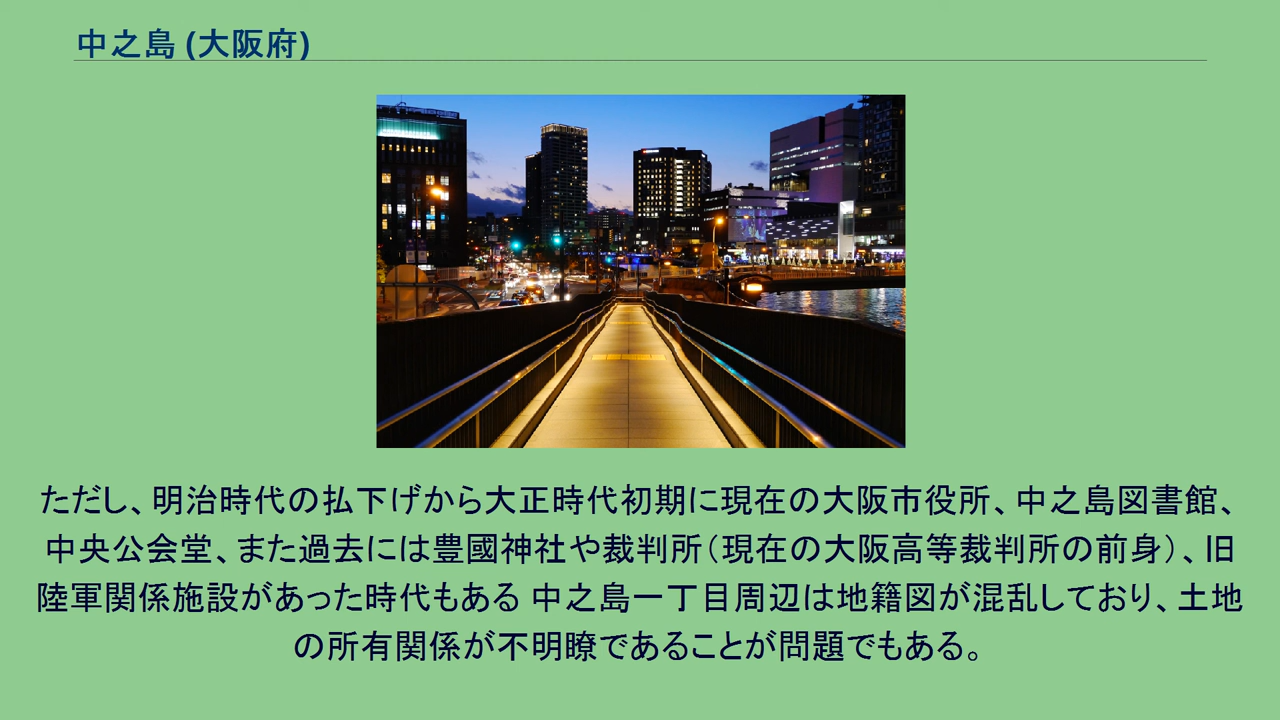 中之島 (大阪府)
ただし、明治時代の払下げから大正時代初期に現在の大阪市役所、中之島図書館、
中央公会堂、また過去には豊國神社や裁判所（現在の大阪高等裁判所の前身）、旧
陸軍関係施設があった時代もある 中之島一丁目周辺は地籍図が混乱しており、土地
の所有関係が不明瞭であることが問題でもある。